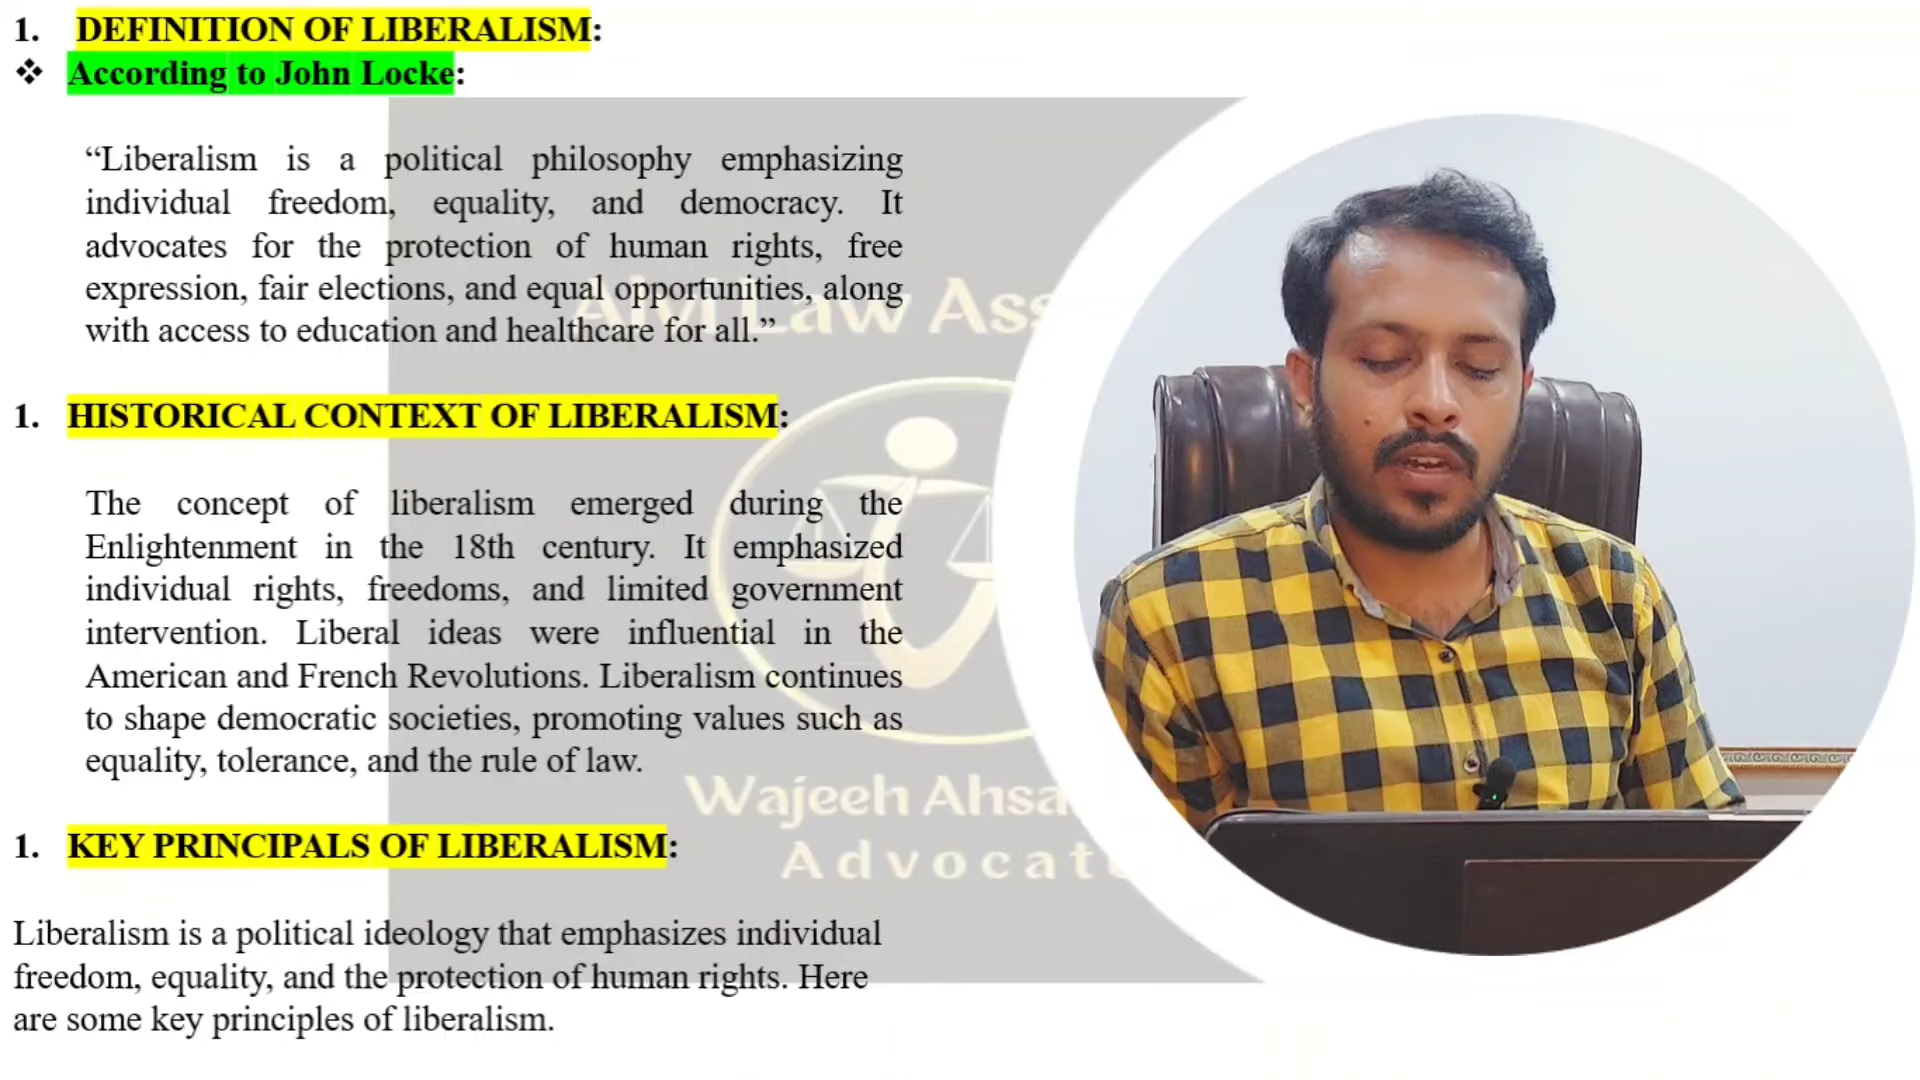 1. DEFINITION OF LIBERALISM:
❖ According to John Locke:
“Liberalism is a political philosophy emphasizing
individual freedom, equality, and democracy. It
advocates for the protection of human rights, free
expression, fair elections, and equal opportunities, along
with access to education and healthcare for all.”
1. HISTORICAL CONTEXT OF LIBERALISM:
The concept of liberalism emerged during the
Enlightenment in the 18th century. It emphasized
individual rights, freedoms, and limited government
intervention. Liberal ideas were influential in the
American and French Revolutions. Liberalism continues
to shape democratic societies, promoting values such as
equality, tolerance, and the rule of law.
1. KEY PRINCIPALS OF LIBERALISM:
Liberalism is a political ideology that emphasizes individual
freedom, equality, and the protection of human rights. Here
are some key principles of liberalism.
Law
Wajeeh